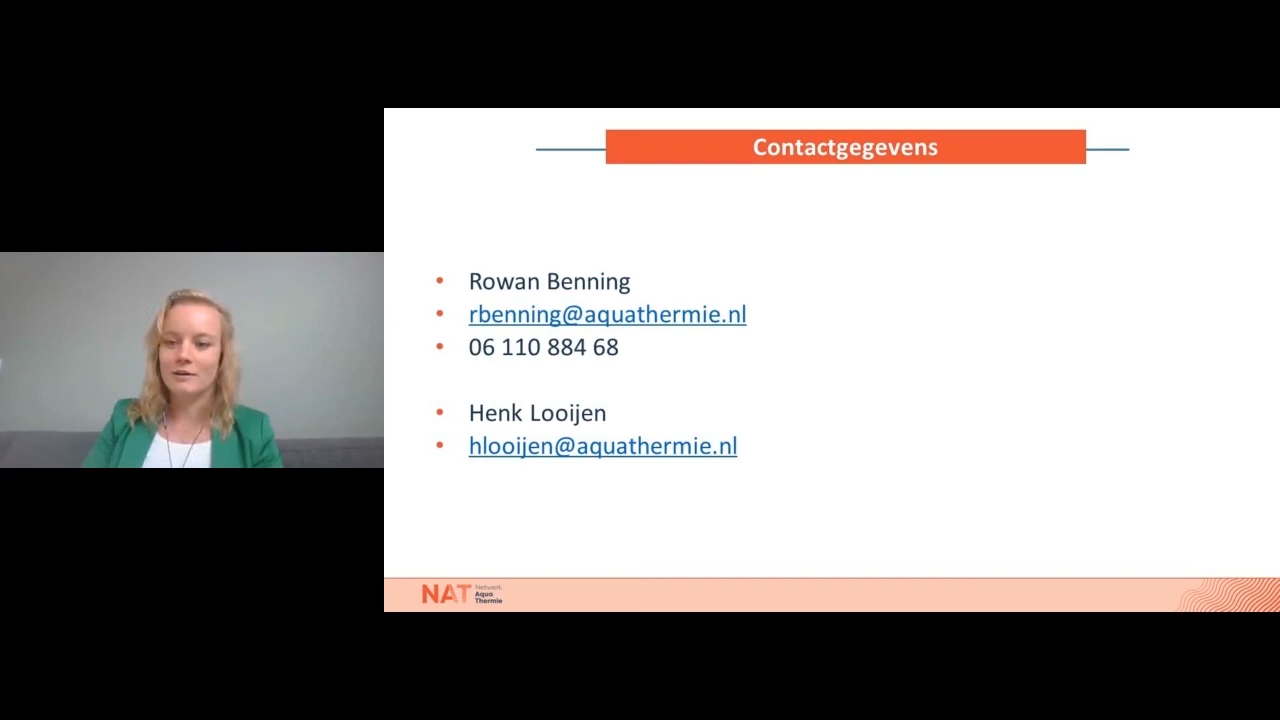 Contactgegevens
Rowan Benning
rbenning@aquathermie.nl
06 110 884 68
Henk Looijen
hlooijen@aquathermie.nl
NAT
Netwerk
Aqua
Thermie